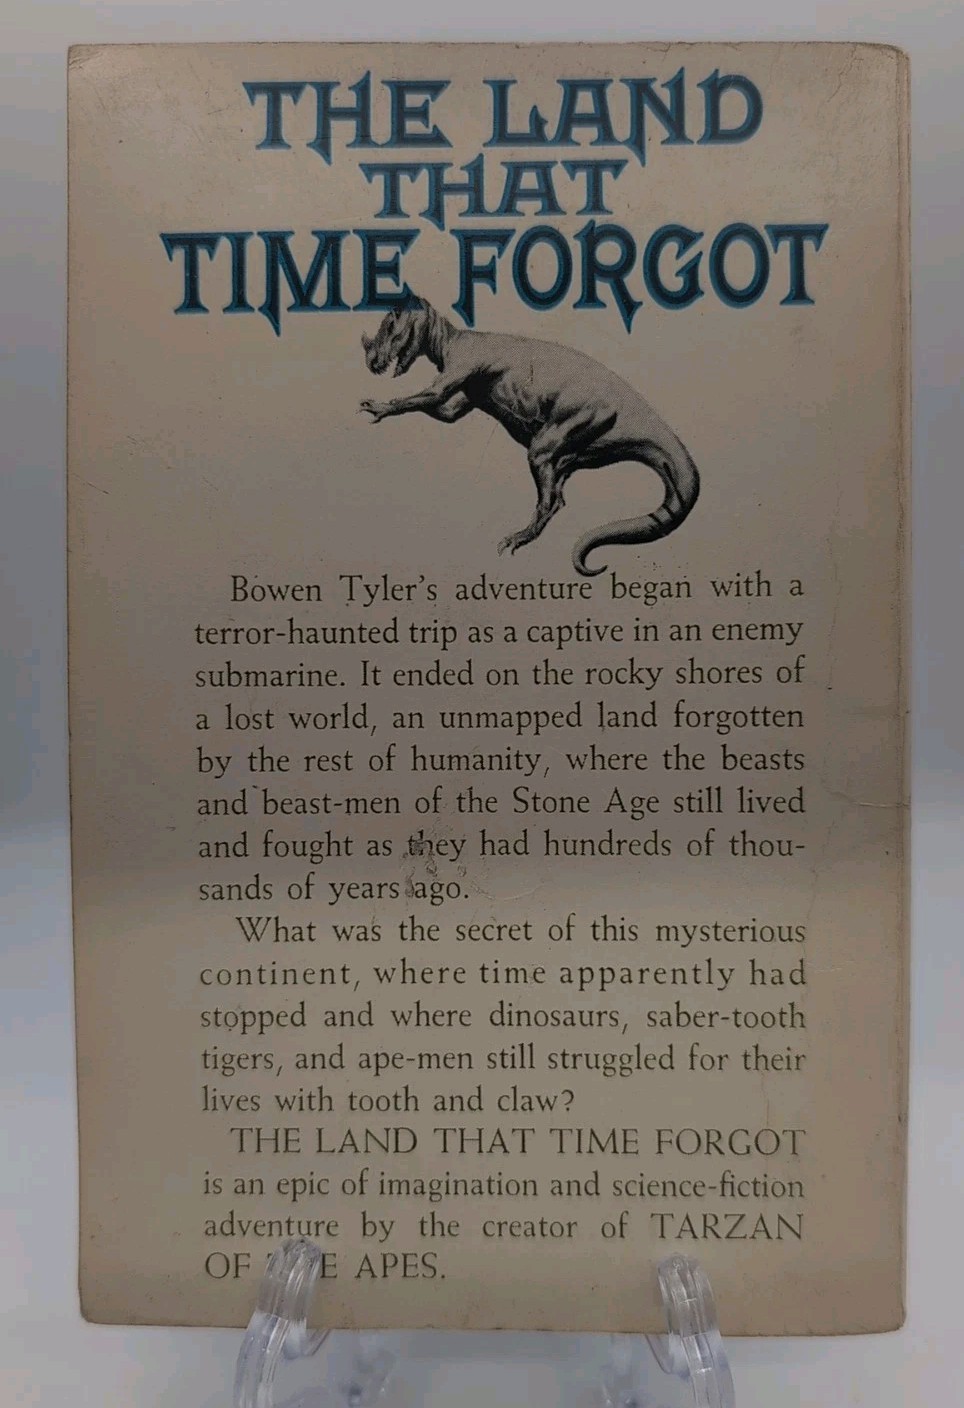 THE LAND
THAT
TIME FORGOT
Bowen Tyler's adventure began with a
terror-haunted trip as a captive in an enemy
submarine. It ended on the rocky shores of
a lost world, an unmapped land forgotten
by the rest of humanity, where the beasts
and beast-men of the Stone Age still lived
and fought as they had hundreds of thou-
sands of years ago.
What was the secret of this mysterious
continent, where time apparently had
stopped and where dinosaurs, saber-tooth
tigers, and ape-men still struggled for their
lives with tooth and claw?
THE LAND THAT TIME FORGOT
is an epic of imagination and science-fiction
adventure by the creator of TARZAN
OF THE APES.